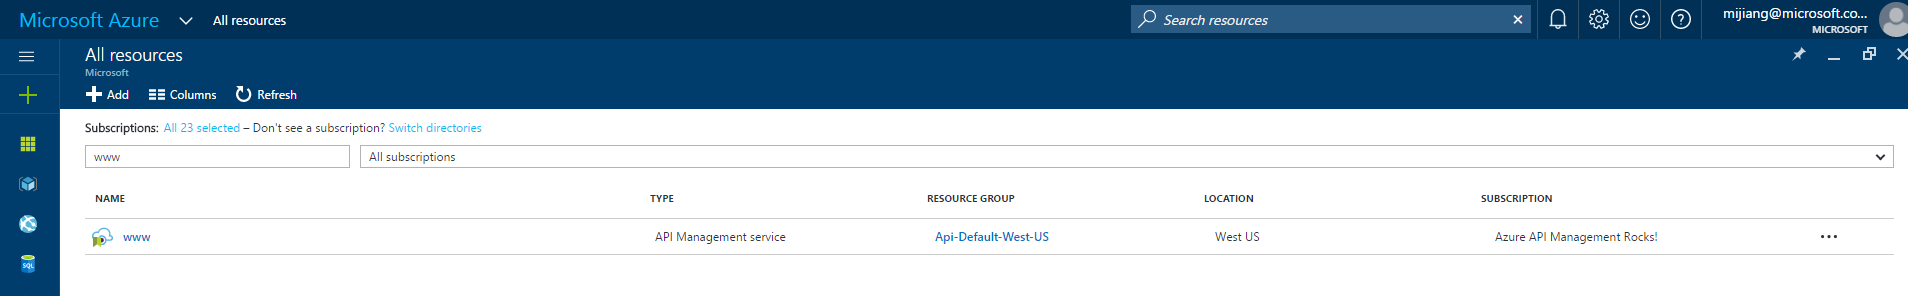 Microsoft Azure All resources Search resources mijiang@microsoft.co...
MICROSOFT
All resources
Microsoft
Add Columns Refresh
Subscriptions: All 23 selected – Don't see a subscription? Switch directories
www All subscriptions
NAME TYPE RESOURCE GROUP LOCATION SUBSCRIPTION
www API Management service Api-Default-West-US West US Azure API Management Rocks!
SQL